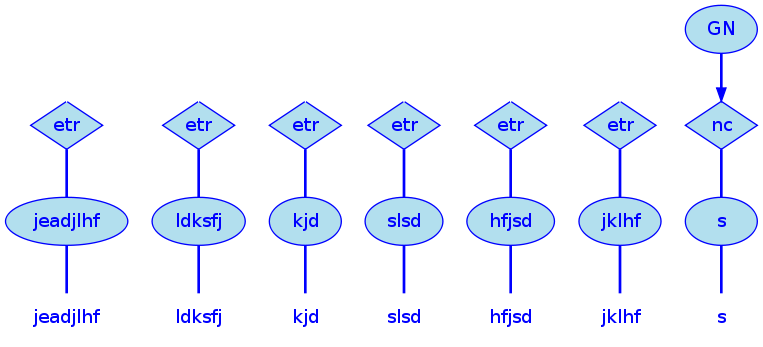 GN
etr etr etr etr etr etr nc
jeadjlhf ldksfj kjd slsd hfjsd jklhf s
jeadjlhf ldksfj kjd slsd hfjsd jklhf s